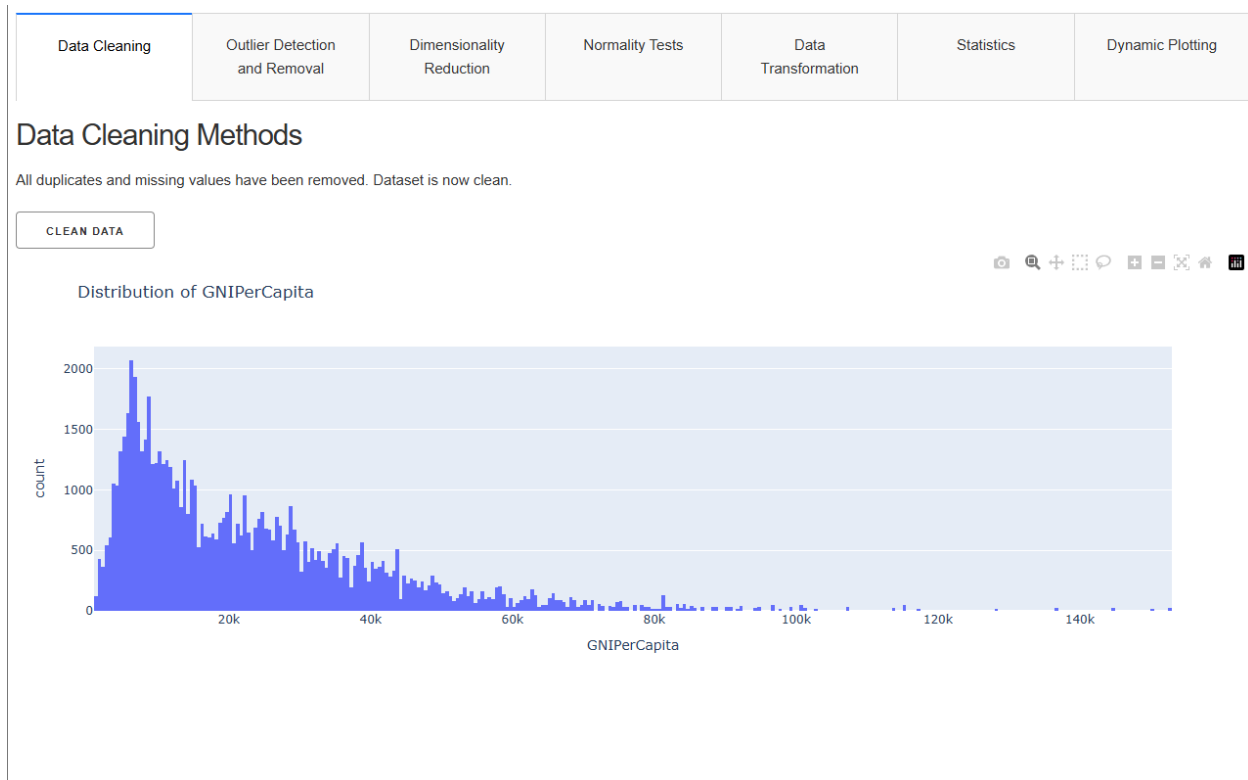 Data Cleaning
Outlier Detection
and Removal
Dimensionality
Reduction
Normality Tests
Data
Transformation
Statistics
Dynamic Plotting
Data Cleaning Methods
All duplicates and missing values have been removed. Dataset is now clean.
CLEAN DATA
Distribution of GNIPerCapita
2000
1500
1000
500
0
count
20k
40k
60k
80k
100k
120k
140k
GNIPerCapita